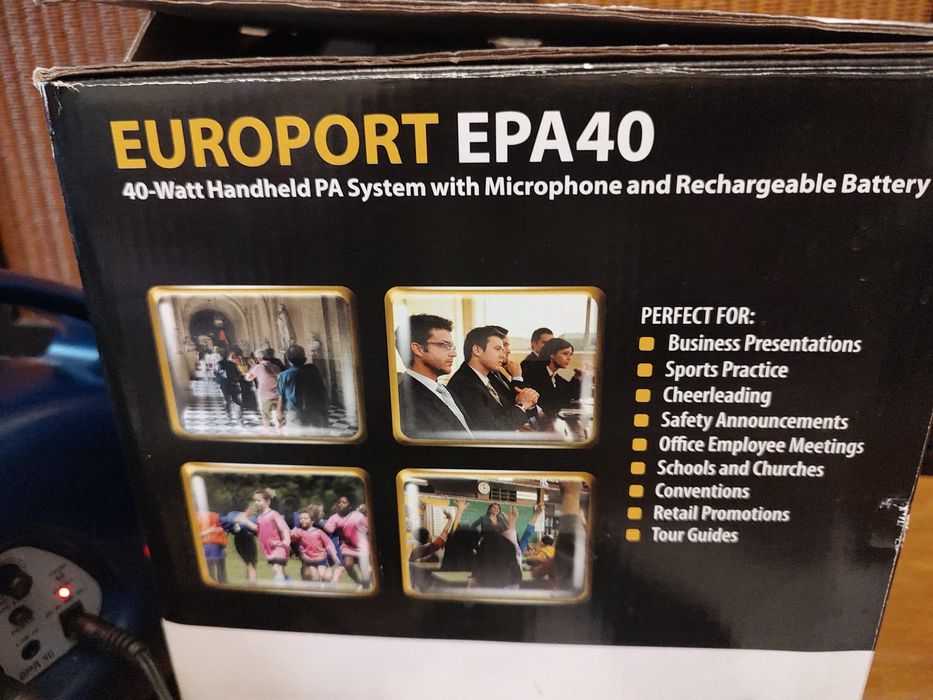 EUROPORT EPA40
40-Watt Handheld PA System with Microphone and Rechargeable Battery
PERFECT FOR:
Business Presentations
Sports Practice
Cheerleading
Safety Announcements
Office Employee Meetings
Schools and Churches
Conventions
Retail Promotions
Tour Guides